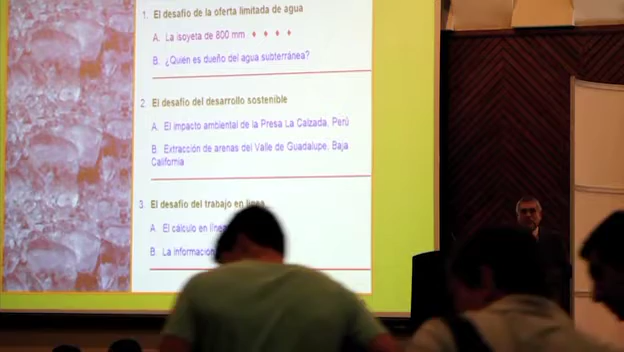 1. El desafío de la oferta limitada de agua
A. La isoyeta de 800 mm
B. ¿Quién es dueño del agua subterránea?
2. El desafío del desarrollo sostenible
A. El impacto ambiental de la Presa La Calzada, Perú
B. Extracción de arenas del Valle de Guadalupe, Baja
California
3. El desafío del trabajo en línea
A. El cálculo en
B. La información